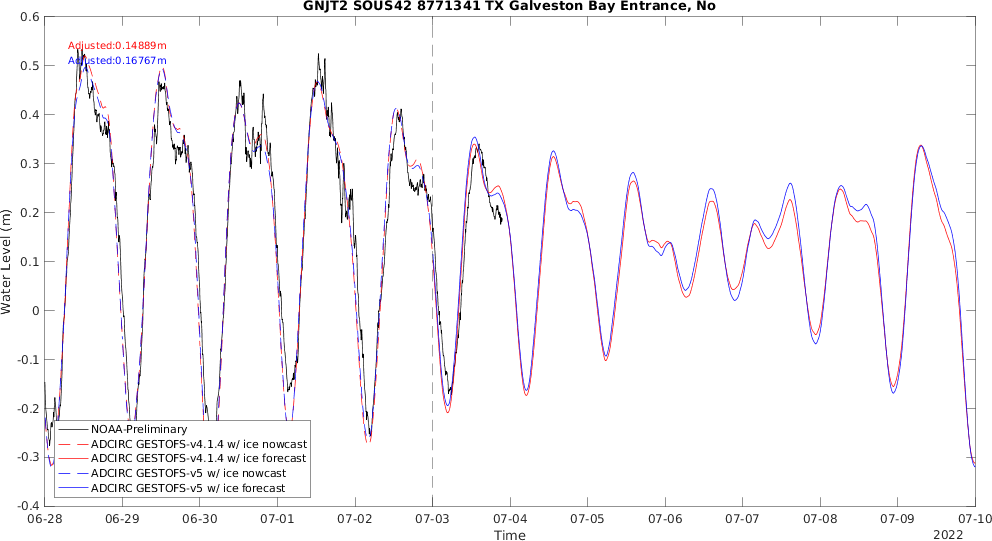 GNJT2 SOUS42 8771341 TX Galveston Bay Entrance, No
Adjusted:0.14889m
Adjusted:0.16767m
0.6
0.5
0.4
0.3
0.2
0.1
0
-0.1
-0.2
-0.3
-0.4
Water Level (m)
NOAA-Preliminary
ADCIRC GESTOFS-v4.1.4 w/ ice nowcast
ADCIRC GESTOFS-v4.1.4 w/ ice forecast
ADCIRC GESTOFS-v5 w/ ice nowcast
ADCIRC GESTOFS-v5 w/ ice forecast
06-28 06-29 06-30 07-01 07-02 07-03 07-04 07-05 07-06 07-07 07-08 07-09 07-10
Time
2022